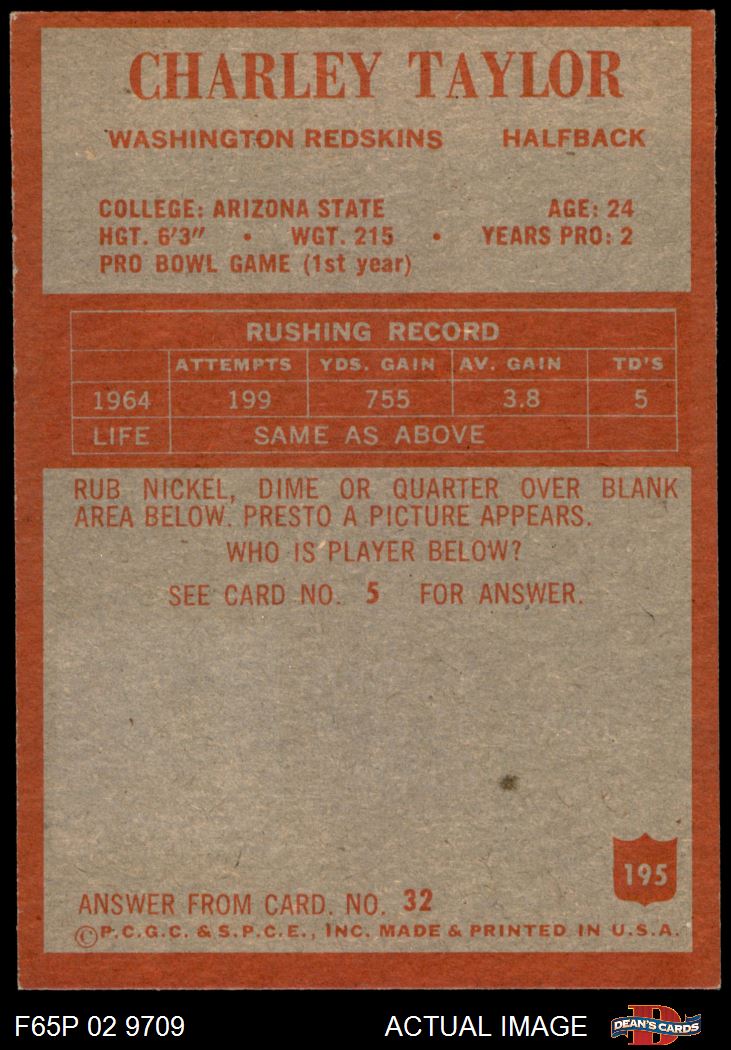 CHARLEY TAYLOR
WASHINGTON REDSKINS HALFBACK
COLLEGE: ARIZONA STATE AGE: 24
HGT. 6'3" • WGT. 215 • YEARS PRO: 2
PRO BOWL GAME (1st year)
RUSHING RECORD
ATTEMPTS YDS. GAIN AV. GAIN TD'S
1964 199 755 3.8 5
LIFE SAME AS ABOVE
RUB NICKEL, DIME OR QUARTER OVER BLANK
AREA BELOW. PRESTO A PICTURE APPEARS.
WHO IS PLAYER BELOW?
SEE CARD NO. 5 FOR ANSWER.
195
ANSWER FROM CARD. NO. 32
©P.C.G.C. & S.P.C.E., INC. MADE & PRINTED IN U.S.A.
F65P 02 9709 ACTUAL IMAGE D DEAN'S CARDS